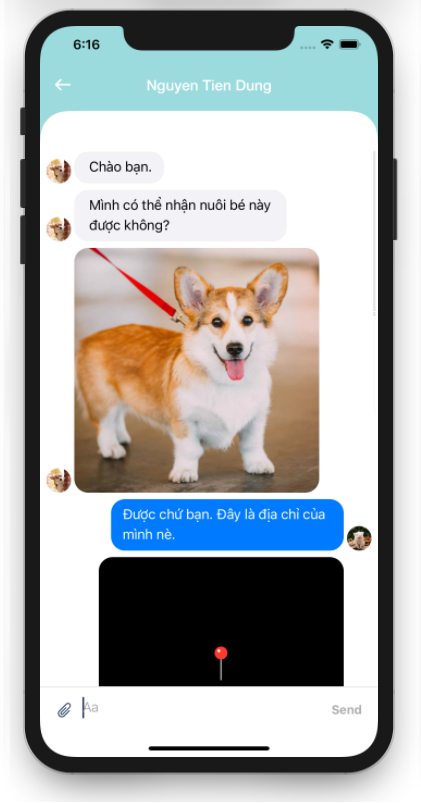 6:16
Nguyen Tien Dung
Chào bạn.
Mình có thể nhận nuôi bé này
được không?
Được chứ bạn. Đây là địa chỉ của
mình nè.
Aa
Send